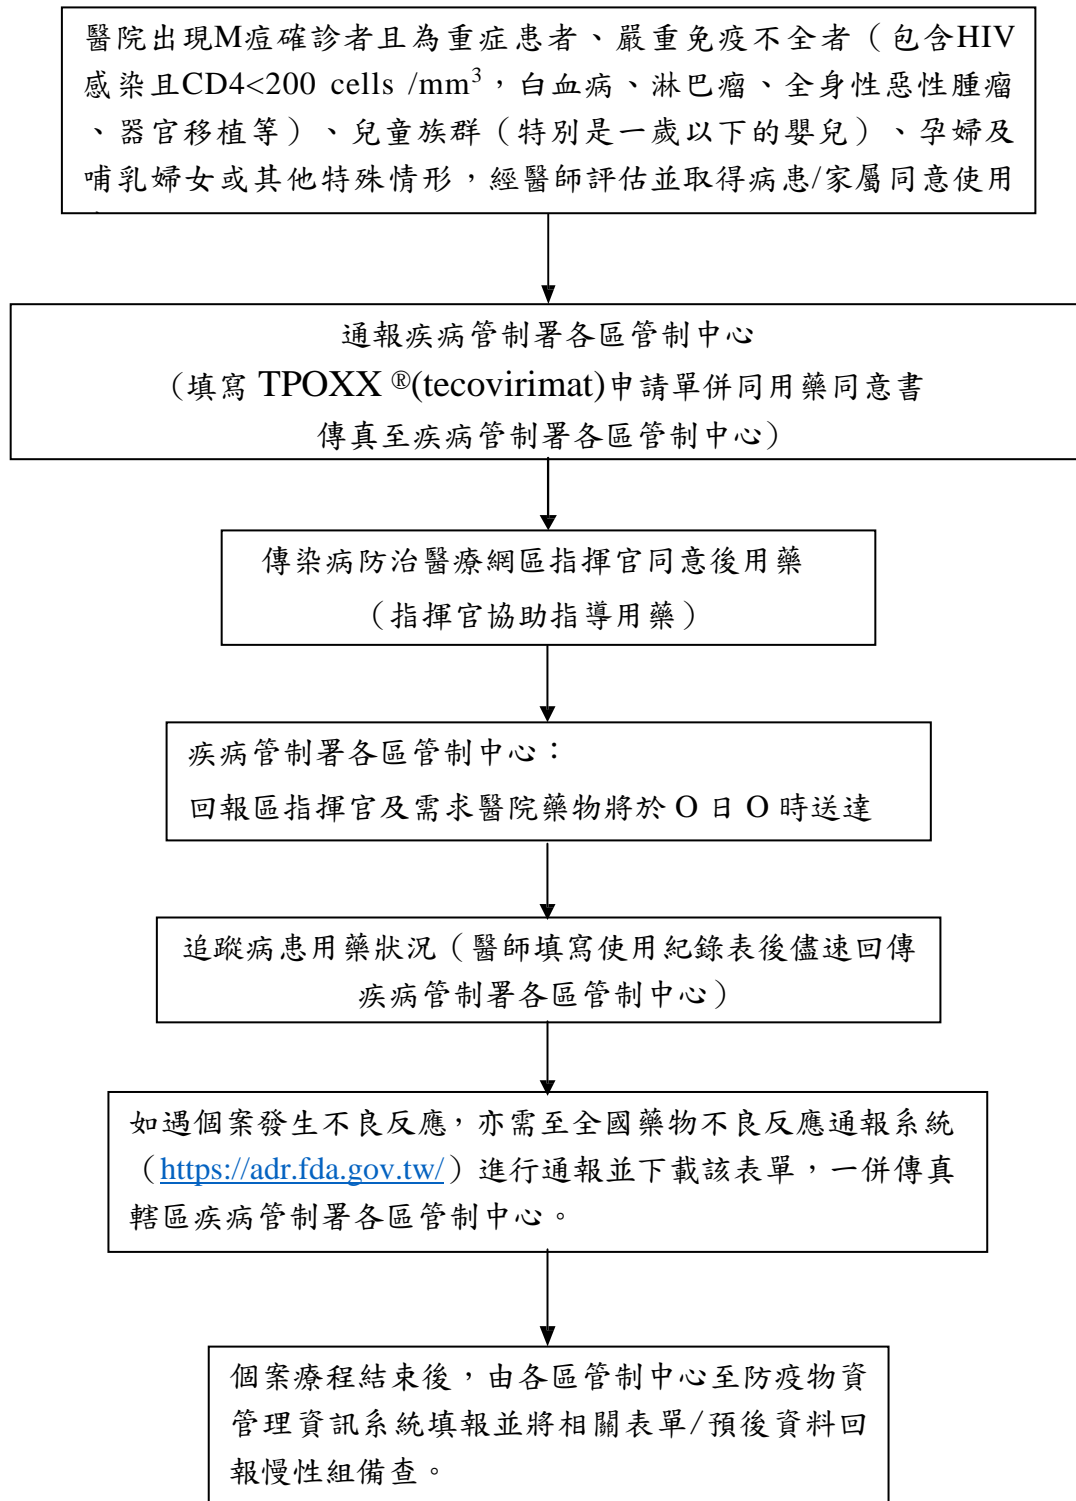 醫院出現M痘確診者且為重症患者、嚴重免疫不全者（包含HIV
感染且CD4<200 cells /mm³，白血病、淋巴瘤、全身性惡性腫瘤
、器官移植等）、兒童族群（特別是一歲以下的嬰兒）、孕婦及
哺乳婦女或其他特殊情形，經醫師評估並取得病患/家屬同意使用
通報疾病管制署各區管制中心
（填寫 TPOXX ®(tecovirimat)申請單併同用藥同意書
傳真至疾病管制署各區管制中心）
傳染病防治醫療網區指揮官同意後用藥
（指揮官協助指導用藥）
疾病管制署各區管制中心：
回報區指揮官及需求醫院藥物將於 O 日 O 時送達
追蹤病患用藥狀況（醫師填寫使用紀錄表後儘速回傳
疾病管制署各區管制中心）
如遇個案發生不良反應，亦需至全國藥物不良反應通報系統
（https://adr.fda.gov.tw/）進行通報並下載該表單，一併傳真
轄區疾病管制署各區管制中心。
個案療程結束後，由各區管制中心至防疫物資
管理資訊系統填報並將相關表單/預後資料回
報慢性組備查。